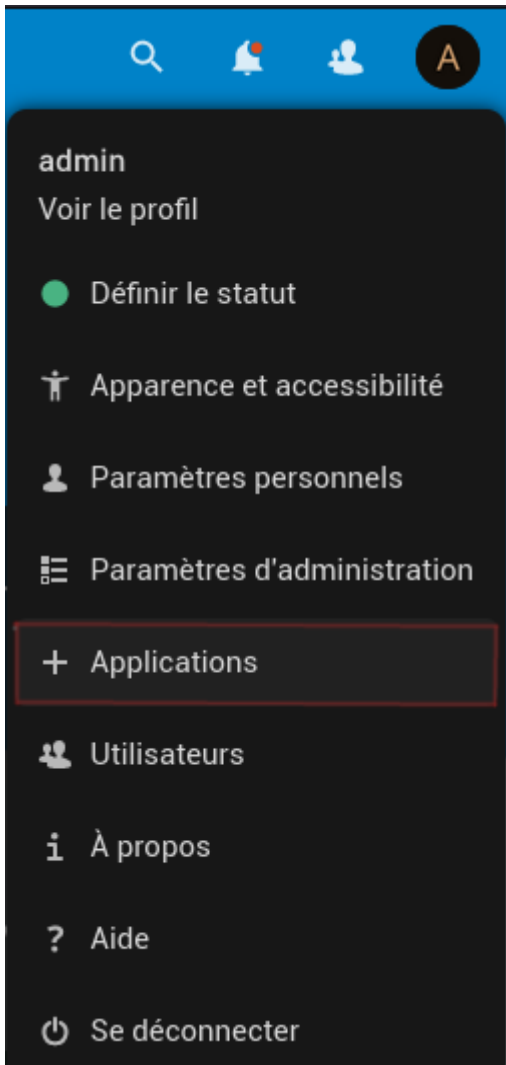 A
admin
Voir le profil
Définir le statut
Apparence et accessibilité
Paramètres personnels
Paramètres d'administration
Applications
Utilisateurs
À propos
Aide
Se déconnecter